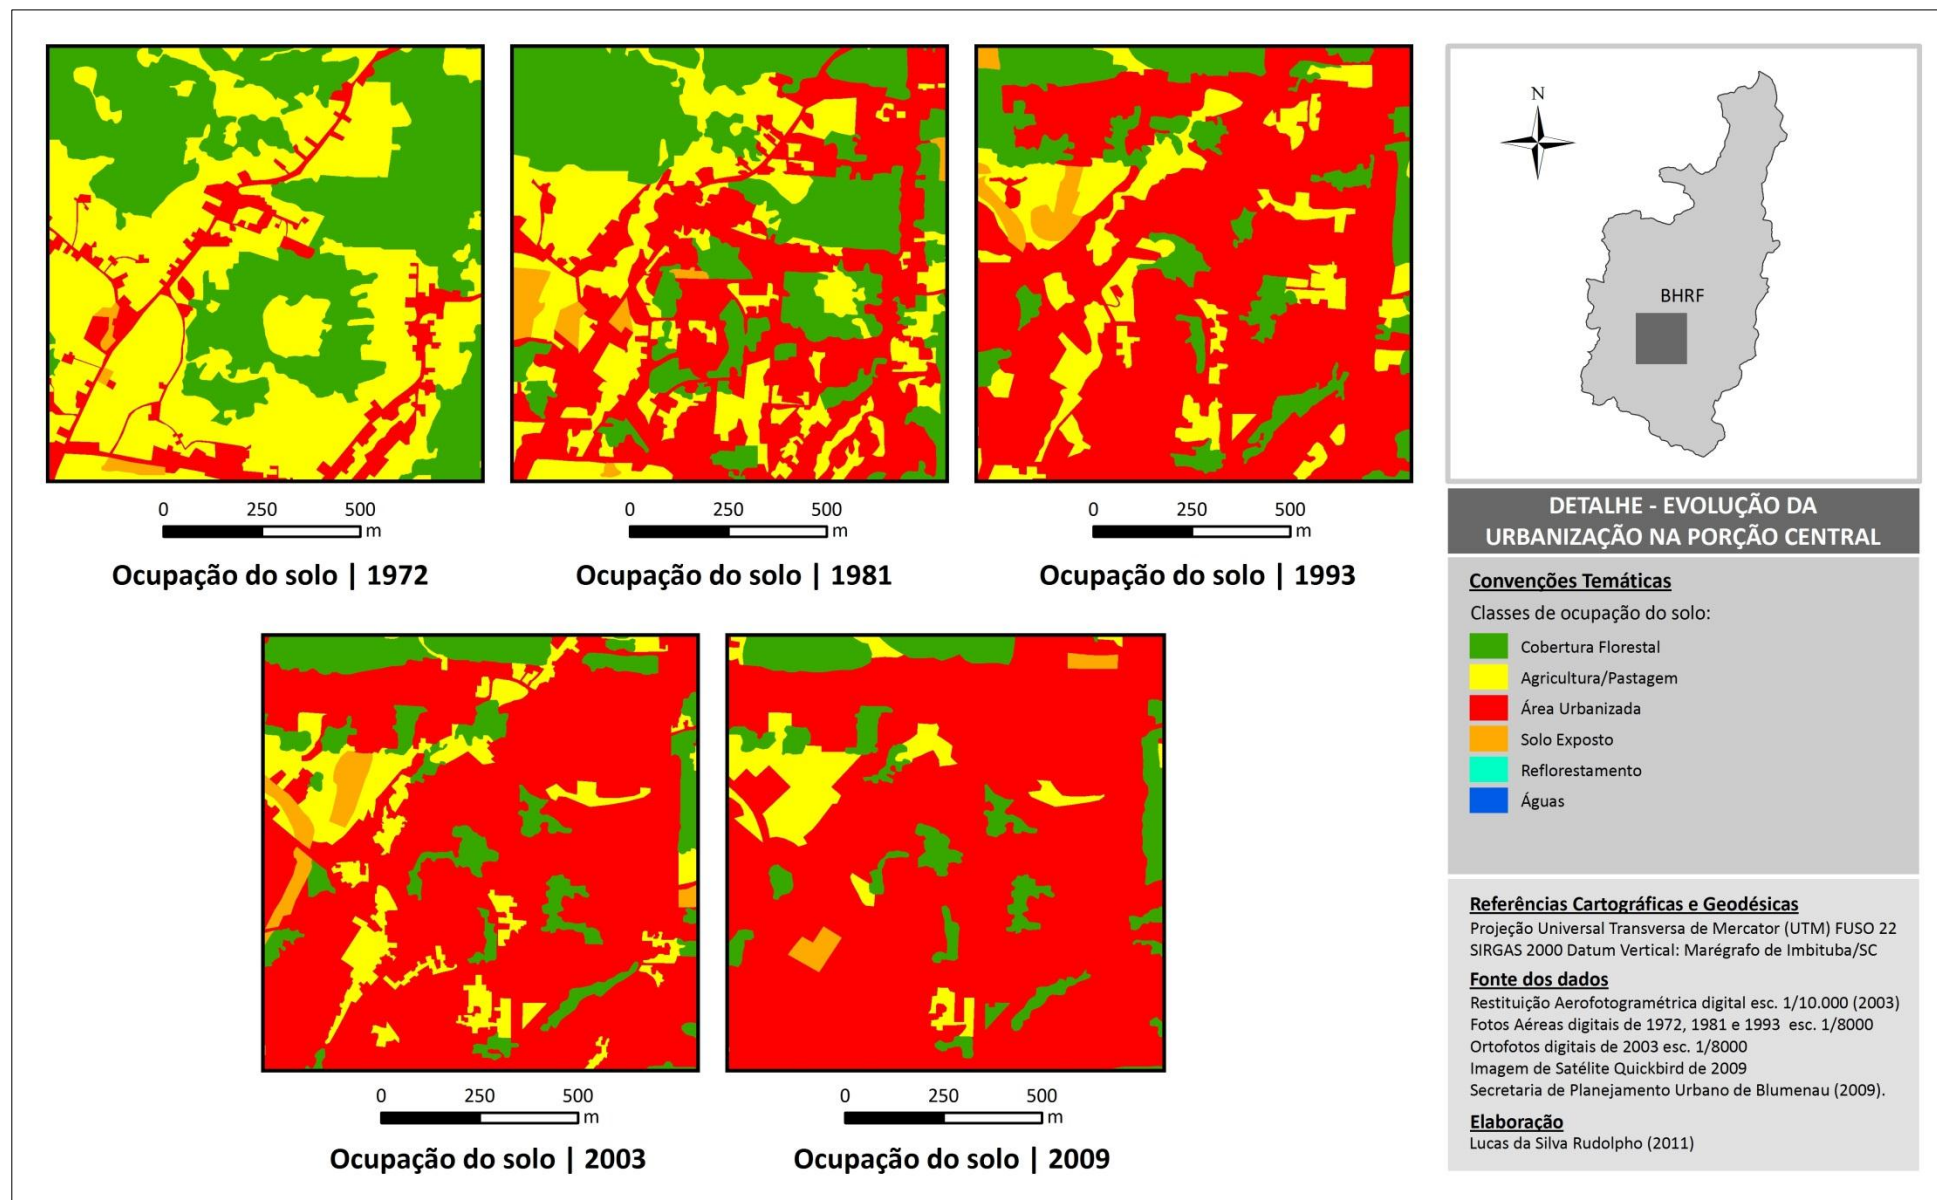 0 250 500
m
Ocupação do solo | 1972
0 250 500
m
Ocupação do solo | 1981
0 250 500
m
Ocupação do solo | 1993
0 250 500
m
Ocupação do solo | 2003
0 250 500
m
Ocupação do solo | 2009
N
BHRF
DETALHE - EVOLUÇÃO DA
URBANIZAÇÃO NA PORÇÃO CENTRAL
Convenções Temáticas
Classes de ocupação do solo:
Cobertura Florestal
Agricultura/Pastagem
Área Urbanizada
Solo Exposto
Reflorestamento
Águas
Referências Cartográficas e Geodésicas
Projeção Universal Transversa de Mercator (UTM) FUSO 22
SIRGAS 2000 Datum Vertical: Marégrafo de Imbituba/SC
Fonte dos dados
Restituição Aerofotogramétrica digital esc. 1/10.000 (2003)
Fotos Aéreas digitais de 1972, 1981 e 1993 esc. 1/8000
Ortofotos digitais de 2003 esc. 1/8000
Imagem de Satélite Quickbird de 2009
Secretaria de Planejamento Urbano de Blumenau (2009).
Elaboração
Lucas da Silva Rudolpho (2011)